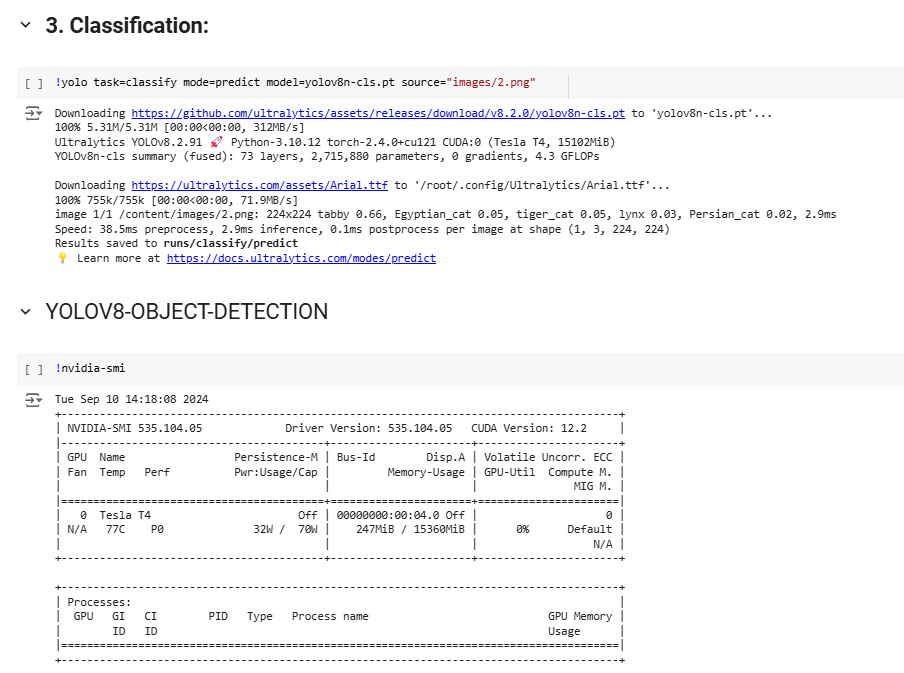 3. Classification:
[ ] !yolo task=classify mode=predict model=yolov8n-cls.pt source="images/2.png"
Downloading https://github.com/ultralytics/assets/releases/download/v8.2.0/yolov8n-cls.pt to 'yolov8n-cls.pt'...
100% 5.31M/5.31M [00:00<00:00, 312MB/s]
Ultralytics YOLOv8.2.91 🚀 Python-3.10.12 torch-2.4.0+cu121 CUDA:0 (Tesla T4, 15102MiB)
YOLOv8n-cls summary (fused): 73 layers, 2,715,880 parameters, 0 gradients, 4.3 GFLOPs
Downloading https://ultralytics.com/assets/Arial.ttf to '/root/.config/Ultralytics/Arial.ttf'...
100% 755k/755k [00:00<00:00, 71.9MB/s]
image 1/1 /content/images/2.png: 224x224 tabby 0.66, Egyptian_cat 0.05, tiger_cat 0.05, lynx 0.03, Persian_cat 0.02, 2.9ms
Speed: 38.5ms preprocess, 2.9ms inference, 0.1ms postprocess per image at shape (1, 3, 224, 224)
Results saved to runs/classify/predict
💡 Learn more at https://docs.ultralytics.com/modes/predict
YOLOV8-OBJECT-DETECTION
[ ] !nvidia-smi
Tue Sep 10 14:18:08 2024
+---------------------------------------------------------------------------------------+
| NVIDIA-SMI 535.104.05             Driver Version: 535.104.05   CUDA Version: 12.2     |
|-----------------------------------------+----------------------+----------------------+
| GPU  Name                 Persistence-M | Bus-Id        Disp.A | Volatile Uncorr. ECC |
| Fan  Temp   Perf          Pwr:Usage/Cap |         Memory-Usage | GPU-Util  Compute M. |
|                                         |                      |               MIG M. |
|=========================================+======================+======================|
|   0  Tesla T4                       Off | 00000000:00:04.0 Off |                    0 |
| N/A   77C    P0              32W /  70W |    247MiB / 15360MiB |      0%      Default |
|                                         |                      |                  N/A |
+-----------------------------------------+----------------------+----------------------+
+---------------------------------------------------------------------------------------+
| Processes:                                                                            |
|  GPU   GI   CI        PID   Type   Process name                            GPU Memory |
|        ID   ID                                                             Usage      |
|=======================================================================================|
+---------------------------------------------------------------------------------------+